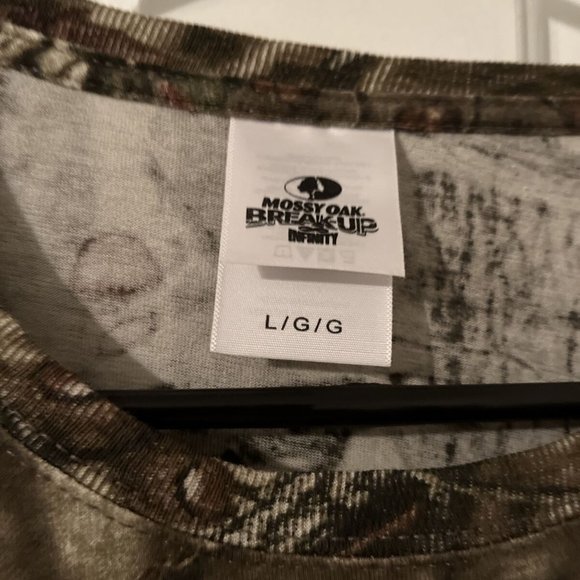 MOSSY OAK
BREAK-UP
INFINITY
L/G/G